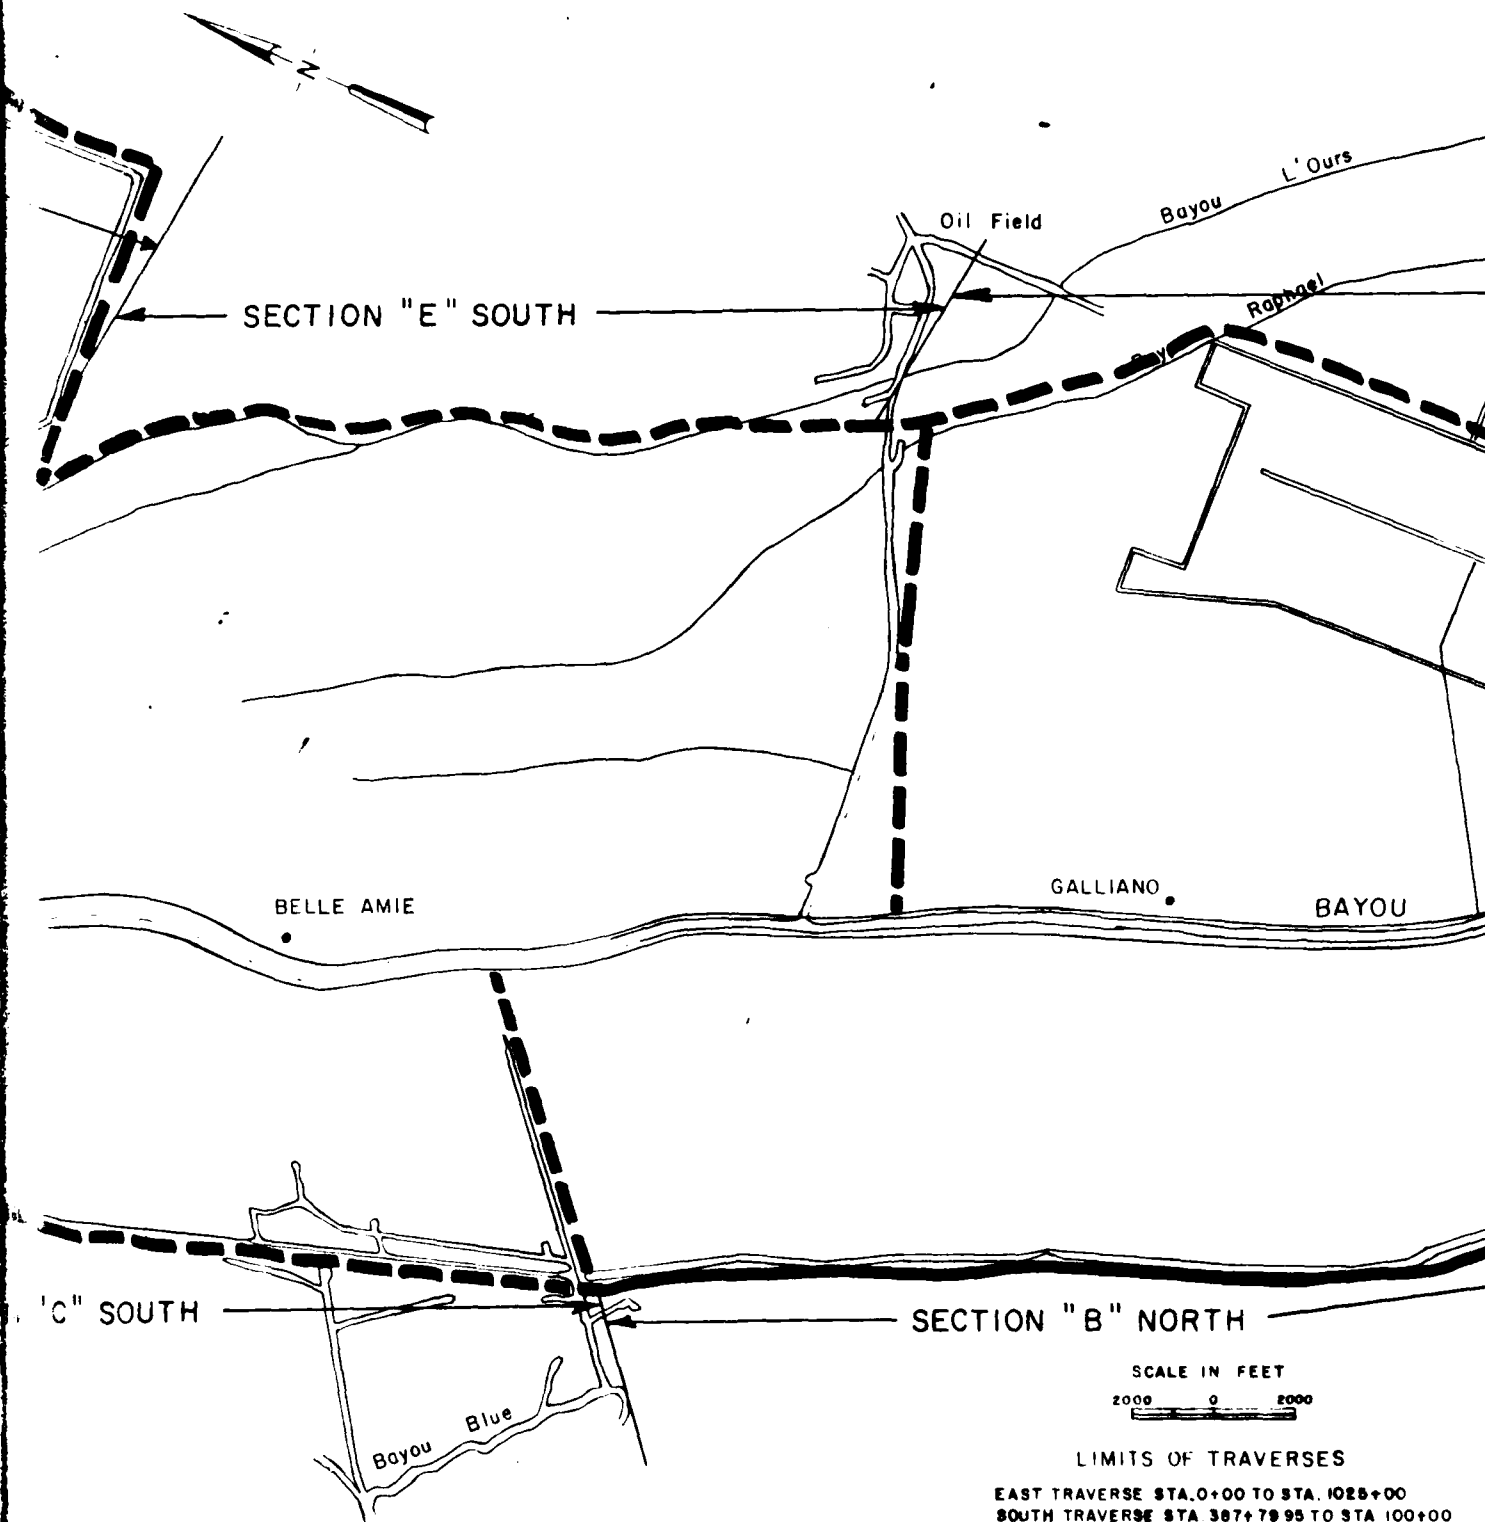 N
L'Ours
Bayou
Oil Field
Raphael
SECTION "E" SOUTH
GALLIANO
BELLE AMIE
BAYOU
'C" SOUTH
SECTION "B" NORTH
SCALE IN FEET
2000 0 2000
Bayou Blue
LIMITS OF TRAVERSES
EAST TRAVERSE STA. 0+00 TO STA. 1025+00
SOUTH TRAVERSE STA 387+79 95 TO STA 100+00